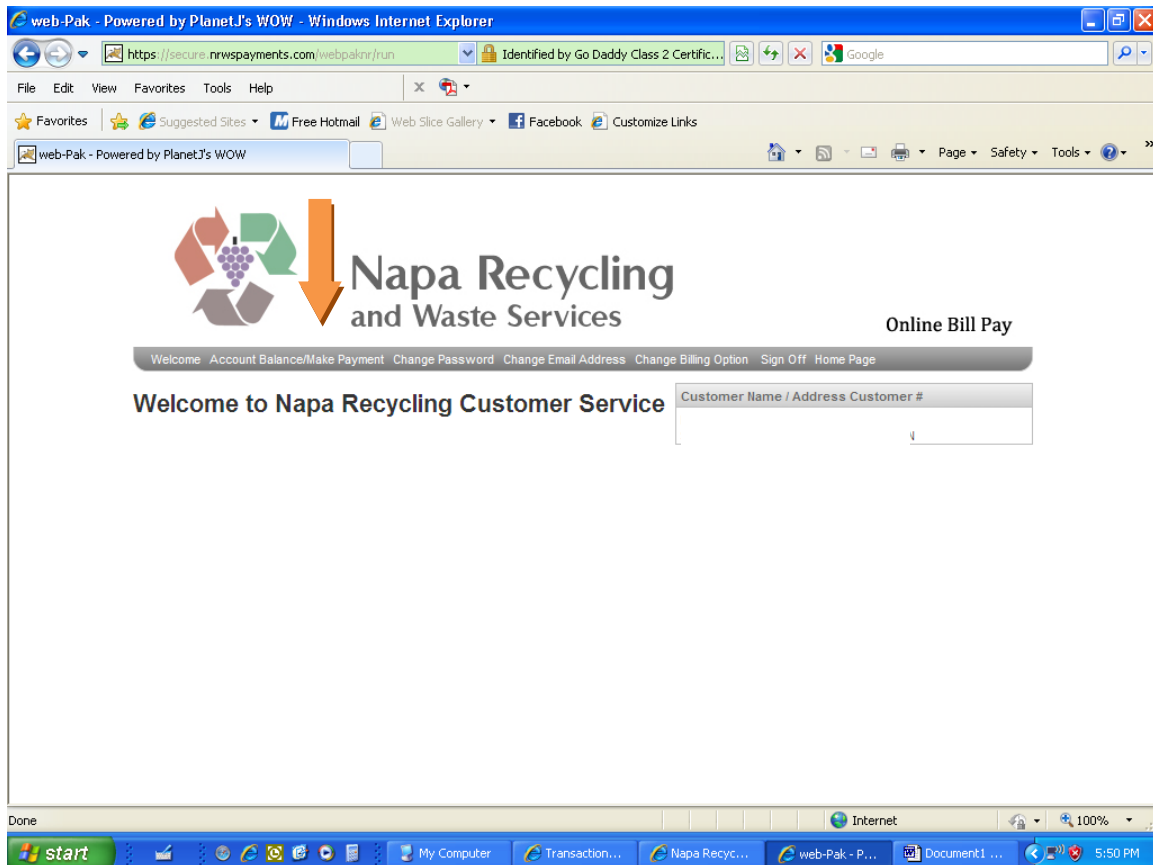 web-Pak - Powered by PlanetJ's WOW - Windows Internet Explorer
https://secure.nrwspayments.com/webpaknr/run Identified by Go Daddy Class 2 Certific... Google
File Edit View Favorites Tools Help x
Favorites Suggested Sites Free Hotmail Web Slice Gallery Facebook Customize Links
web-Pak - Powered by PlanetJ's WOW Page Safety Tools »
Napa Recycling
and Waste Services
Online Bill Pay
Welcome Account Balance/Make Payment Change Password Change Email Address Change Billing Option Sign Off Home Page
Welcome to Napa Recycling Customer Service
Customer Name / Address Customer #
Done Internet 100%
start My Computer Transaction... Napa Recyc... web-Pak - P... Document1 ... 5:50 PM